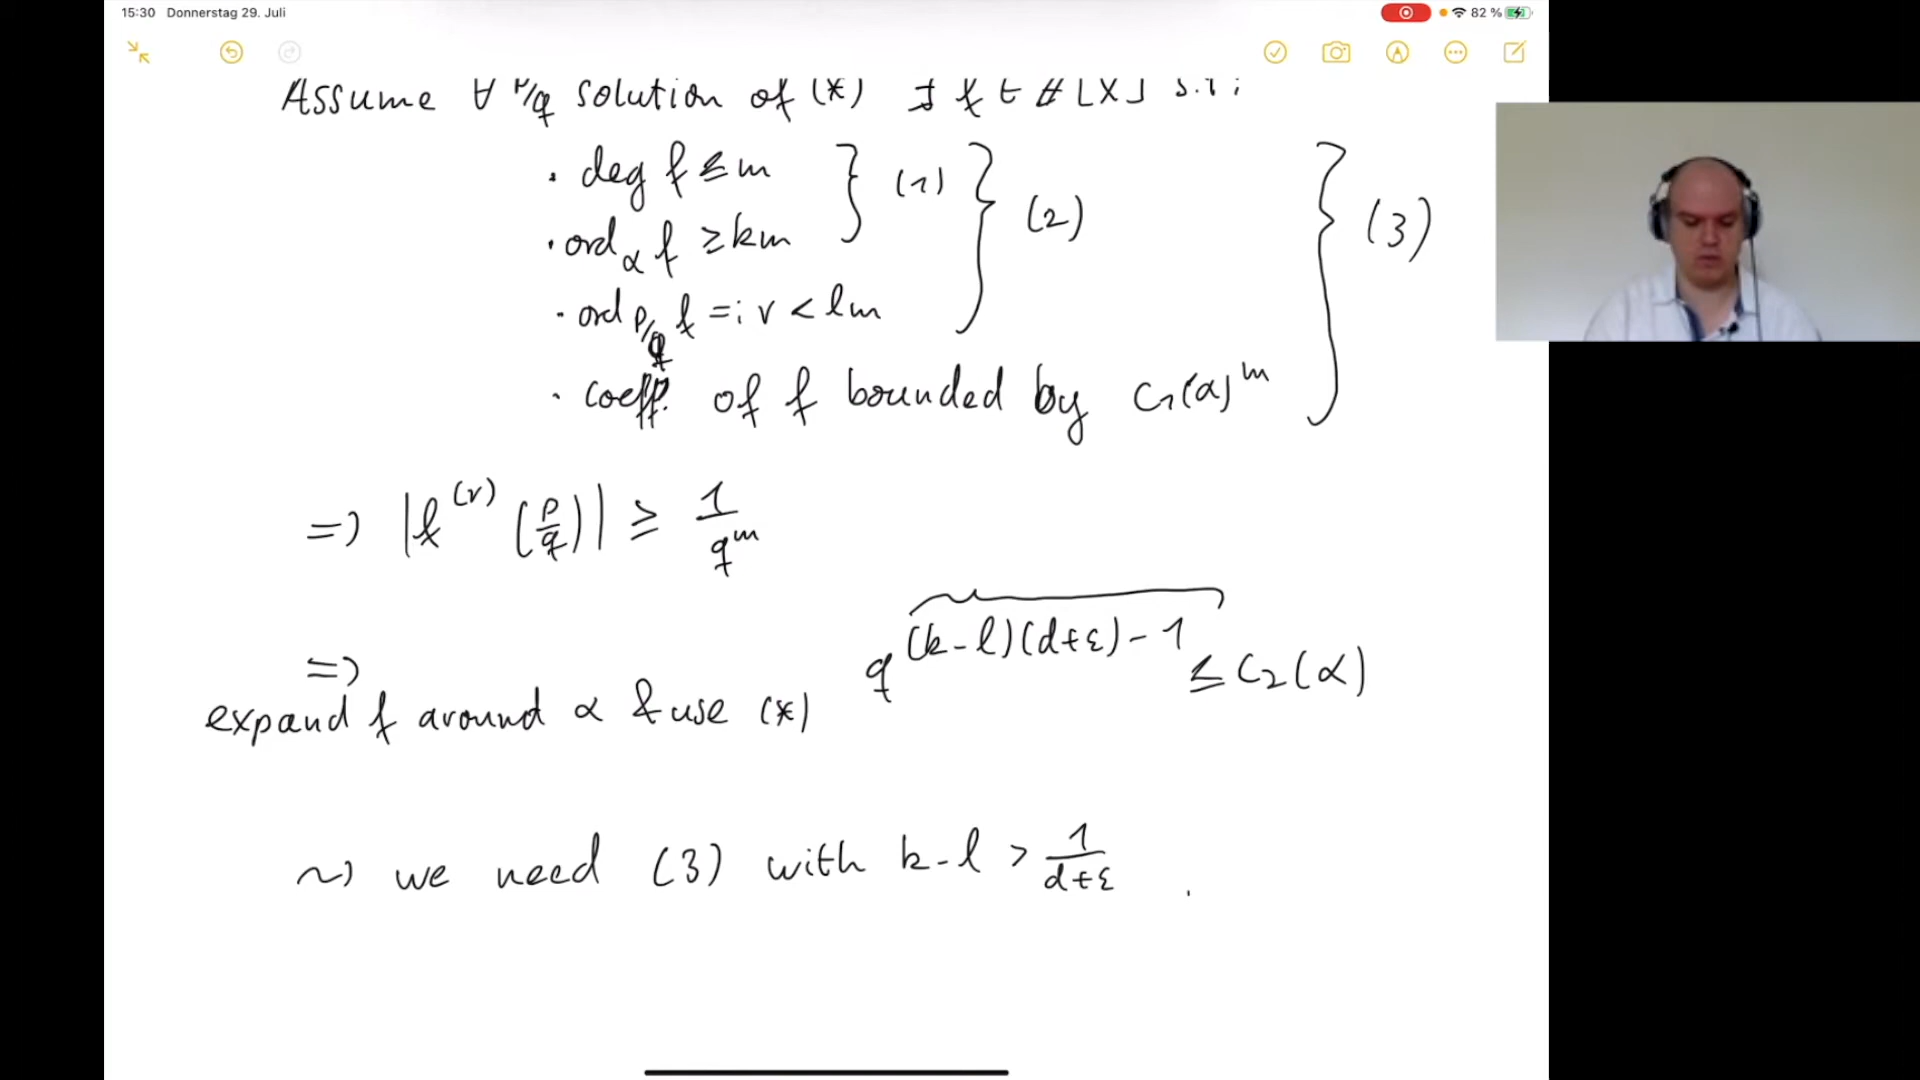 15:30 Donnerstag 29. Juli
82 %
Assume ∀ p/q solution of (*) ∃ f ∈ ℤ[X] s.t.:
· deg f ≤ m } (1)
· ord_α f ≥ km
· ord_{p/q} f =: r < lm } (2)
· coeff. of f bounded by C₁(α)^m } (3)
=> |f^{(r)} (p/q)| ≥ 1/q^m
=> q^{(k-l)(d+ε)-1} ≤ C₂(α)
expand f around α & use (*)
~> we need (3) with k-l > 1/(d+ε)